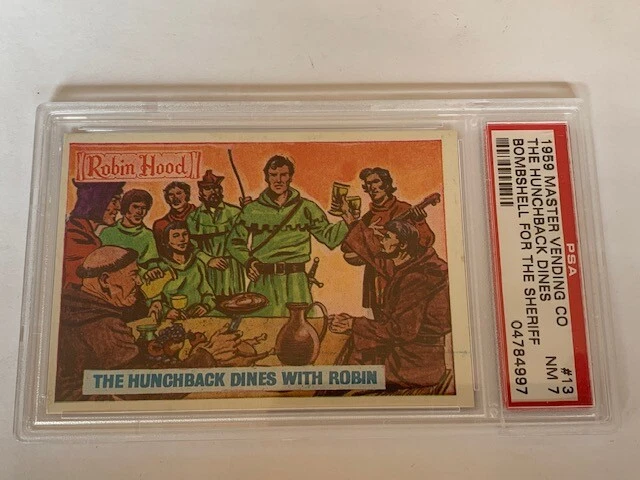 Robin Hood
THE HUNCHBACK DINES WITH ROBIN
1959 MASTER VENDING CO #13
THE HUNCHBACK DINES NM 7
BOMBSHELL FOR THE SHERIFF
PSA 04784997